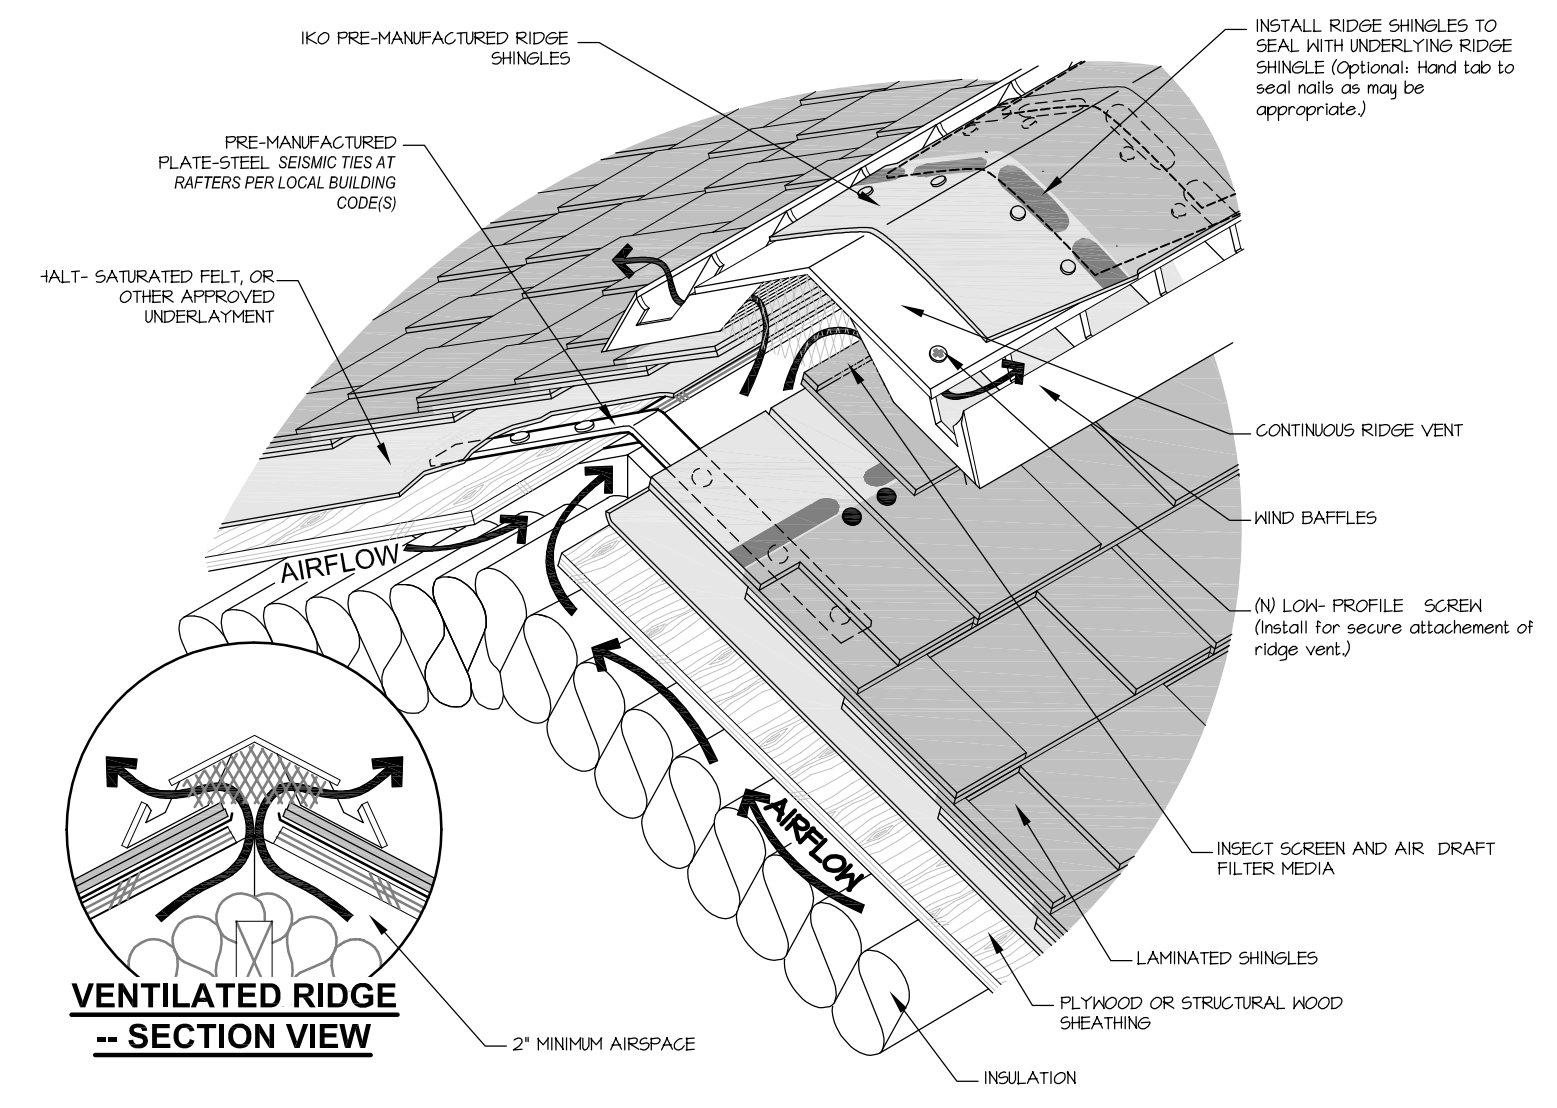 IKO PRE-MANUFACTURED RIDGE
SHINGLES
INSTALL RIDGE SHINGLES TO
SEAL WITH UNDERLYING RIDGE
SHINGLE (Optional: Hand tab to
seal nails as may be
appropriate.)
PRE-MANUFACTURED
PLATE-STEEL SEISMIC TIES AT
RAFTERS PER LOCAL BUILDING
CODE(S)
HALT- SATURATED FELT, OR
OTHER APPROVED
UNDERLAYMENT
CONTINUOUS RIDGE VENT
WIND BAFFLES
AIRFLOW
(N) LOW- PROFILE SCREW
(Install for secure attachement of
ridge vent.)
AIRFLOW
INSECT SCREEN AND AIR DRAFT
FILTER MEDIA
LAMINATED SHINGLES
PLYWOOD OR STRUCTURAL WOOD
SHEATHING
VENTILATED RIDGE
-- SECTION VIEW
2" MINIMUM AIRSPACE
INSULATION